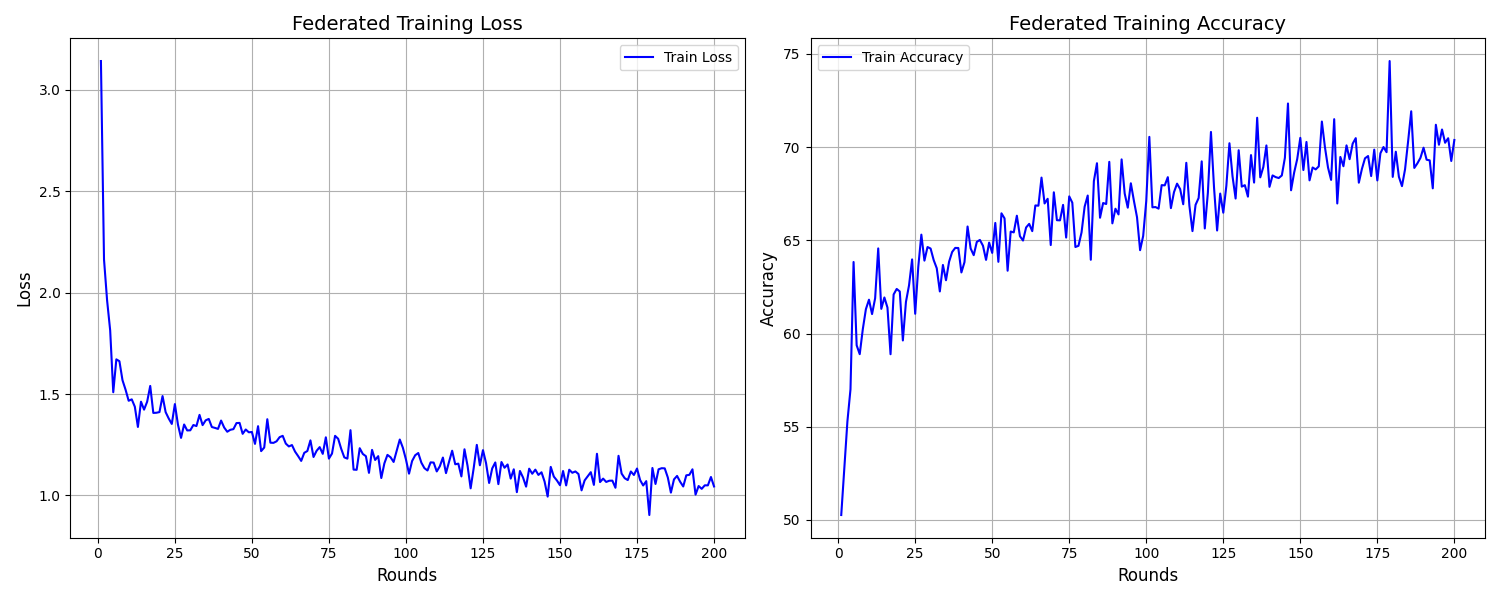 Federated Training Loss
Train Loss
3.0
2.5
2.0
1.5
1.0
Loss
0 25 50 75 100 125 150 175 200
Rounds
Federated Training Accuracy
Train Accuracy
75
70
65
60
55
50
Accuracy
0 25 50 75 100 125 150 175 200
Rounds